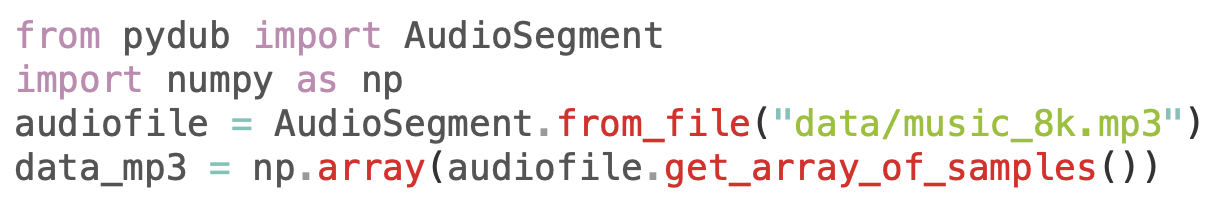 from pydub import AudioSegment
import numpy as np
audiofile = AudioSegment.from_file("data/music_8k.mp3")
data_mp3 = np.array(audiofile.get_array_of_samples())